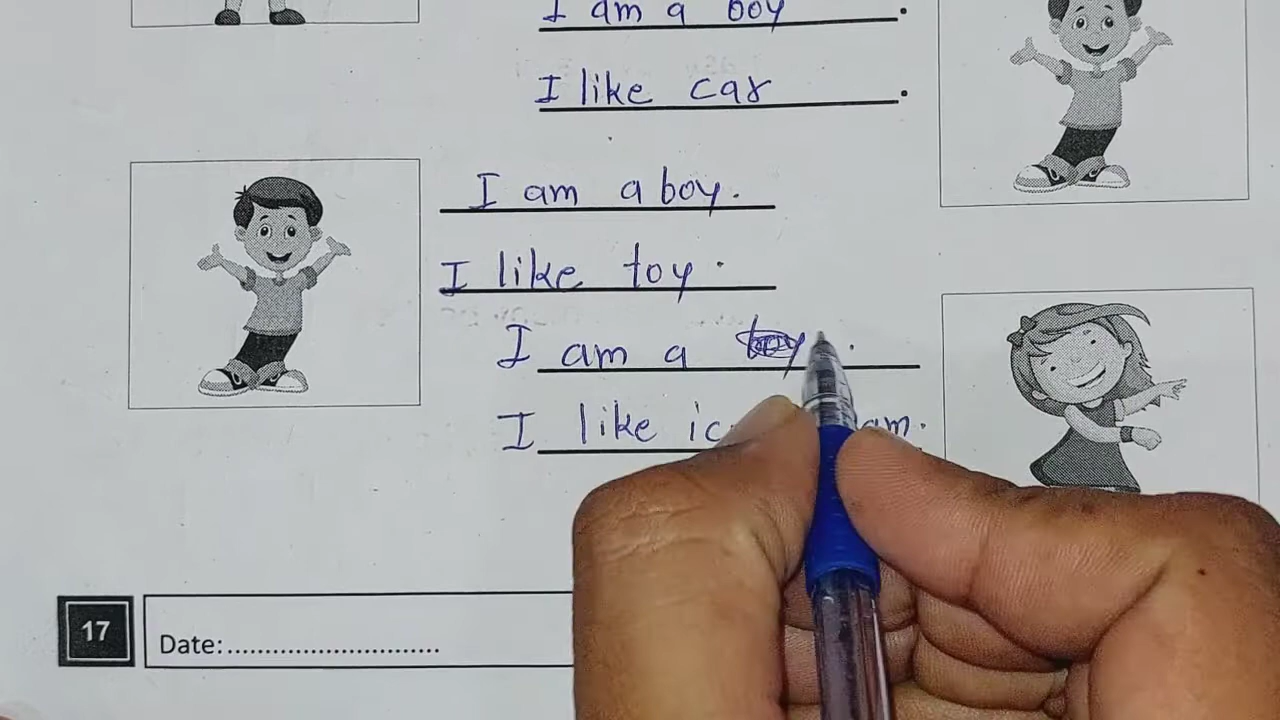 I am a boy.
I like car.
I am a boy.
I like toy.
I am a
I like
17
Date:...........................